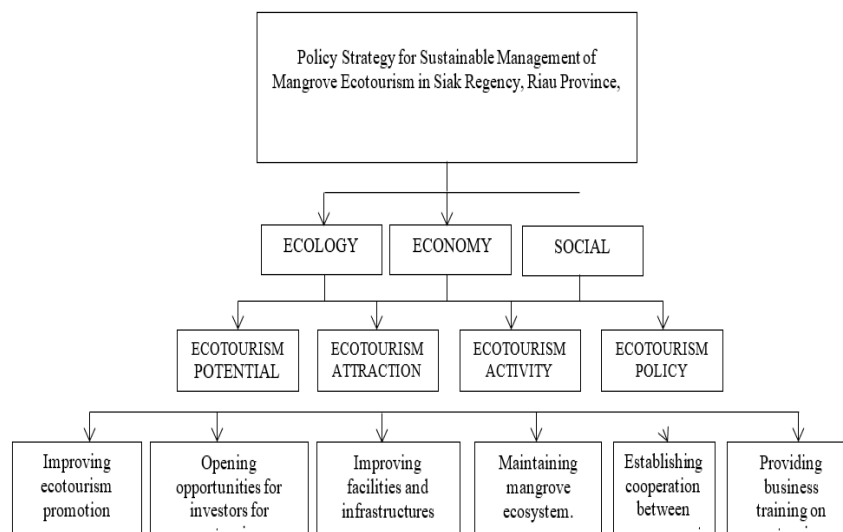 Policy Strategy for Sustainable Management of
Mangrove Ecotourism in Siak Regency, Riau Province,
ECOLOGY
ECONOMY
SOCIAL
ECOTOURISM
POTENTIAL
ECOTOURISM
ATTRACTION
ECOTOURISM
ACTIVITY
ECOTOURISM
POLICY
Improving
ecotourism
promotion
Opening
opportunities for
investors for
Improving
facilities and
infrastructures
Maintaining
mangrove
ecosystem.
Establishing
cooperation
between
Providing
business
training on